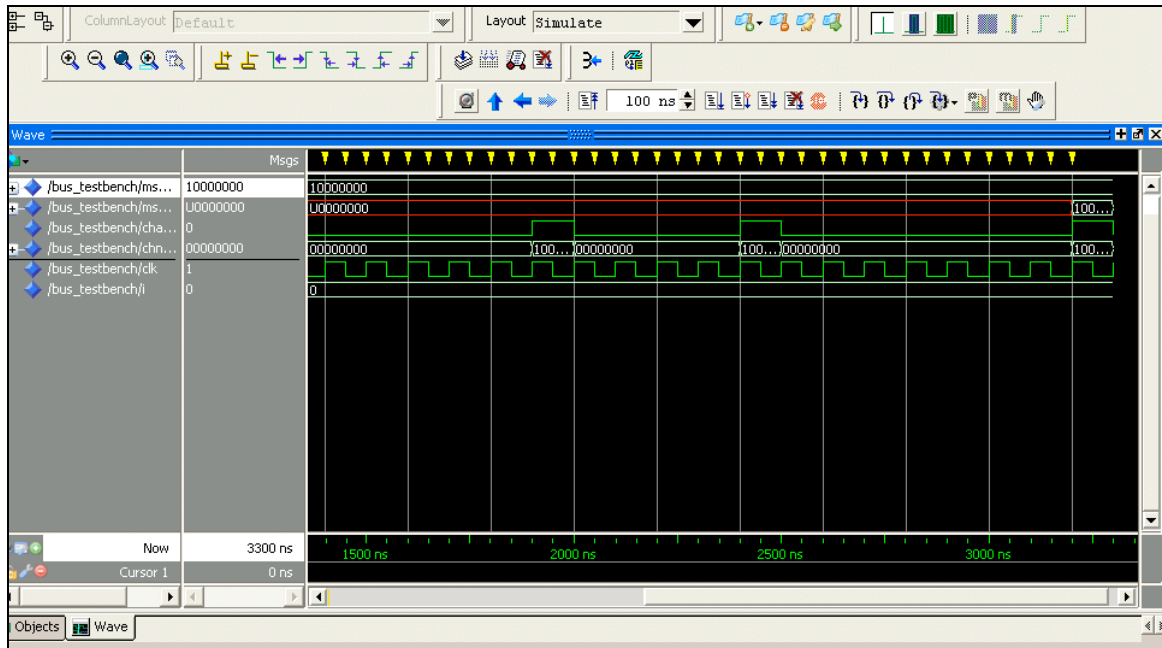 ColumnLayout Default Layout Simulate
100 ns
Wave
Msgs
/bus_testbench/ms... 10000000 10000000
/bus_testbench/ms... U0000000 U0000000 100...
/bus_testbench/cha... 0
/bus_testbench/chn... 00000000 00000000 100... 00000000 100... 00000000 100...
/bus_testbench/clk 1
/bus_testbench/i 0 0
Now 3300 ns 1500 ns 2000 ns 2500 ns 3000 ns
Cursor 1 0 ns
Objects Wave